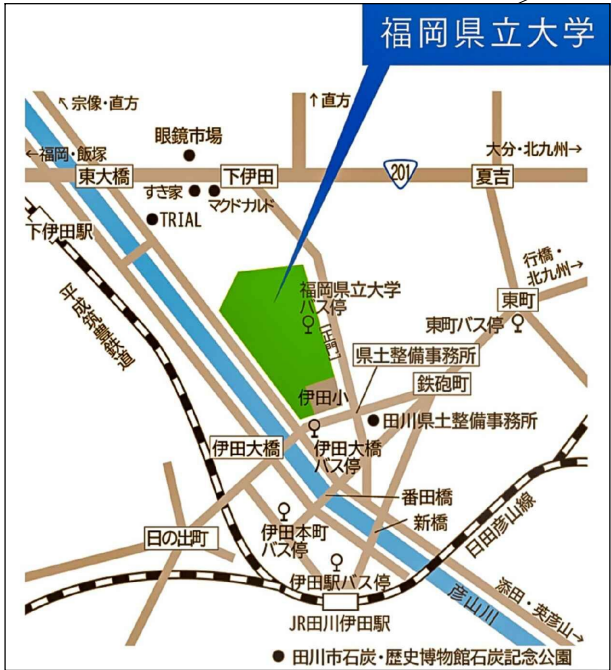 福岡県立大学
↖宗像・直方
↑直方
眼鏡市場
大分・北九州→
←福岡・飯塚
東大橋
下伊田
201
夏吉
すき家
マクドナルド
TRIAL
下伊田駅
行橋・
北九州→
福岡県立大学
バス停
東町
平成筑豊鉄道
正門
東町バス停
県土整備事務所
鉄砲町
伊田小
田川県土整備事務所
伊田大橋
伊田大橋
バス停
番田橋
伊田本町
バス停
新橋
日の出町
日田彦山線
伊田駅バス停
彦山川
添田・英彦山→
JR田川伊田駅
田川市石炭・歴史博物館石炭記念公園